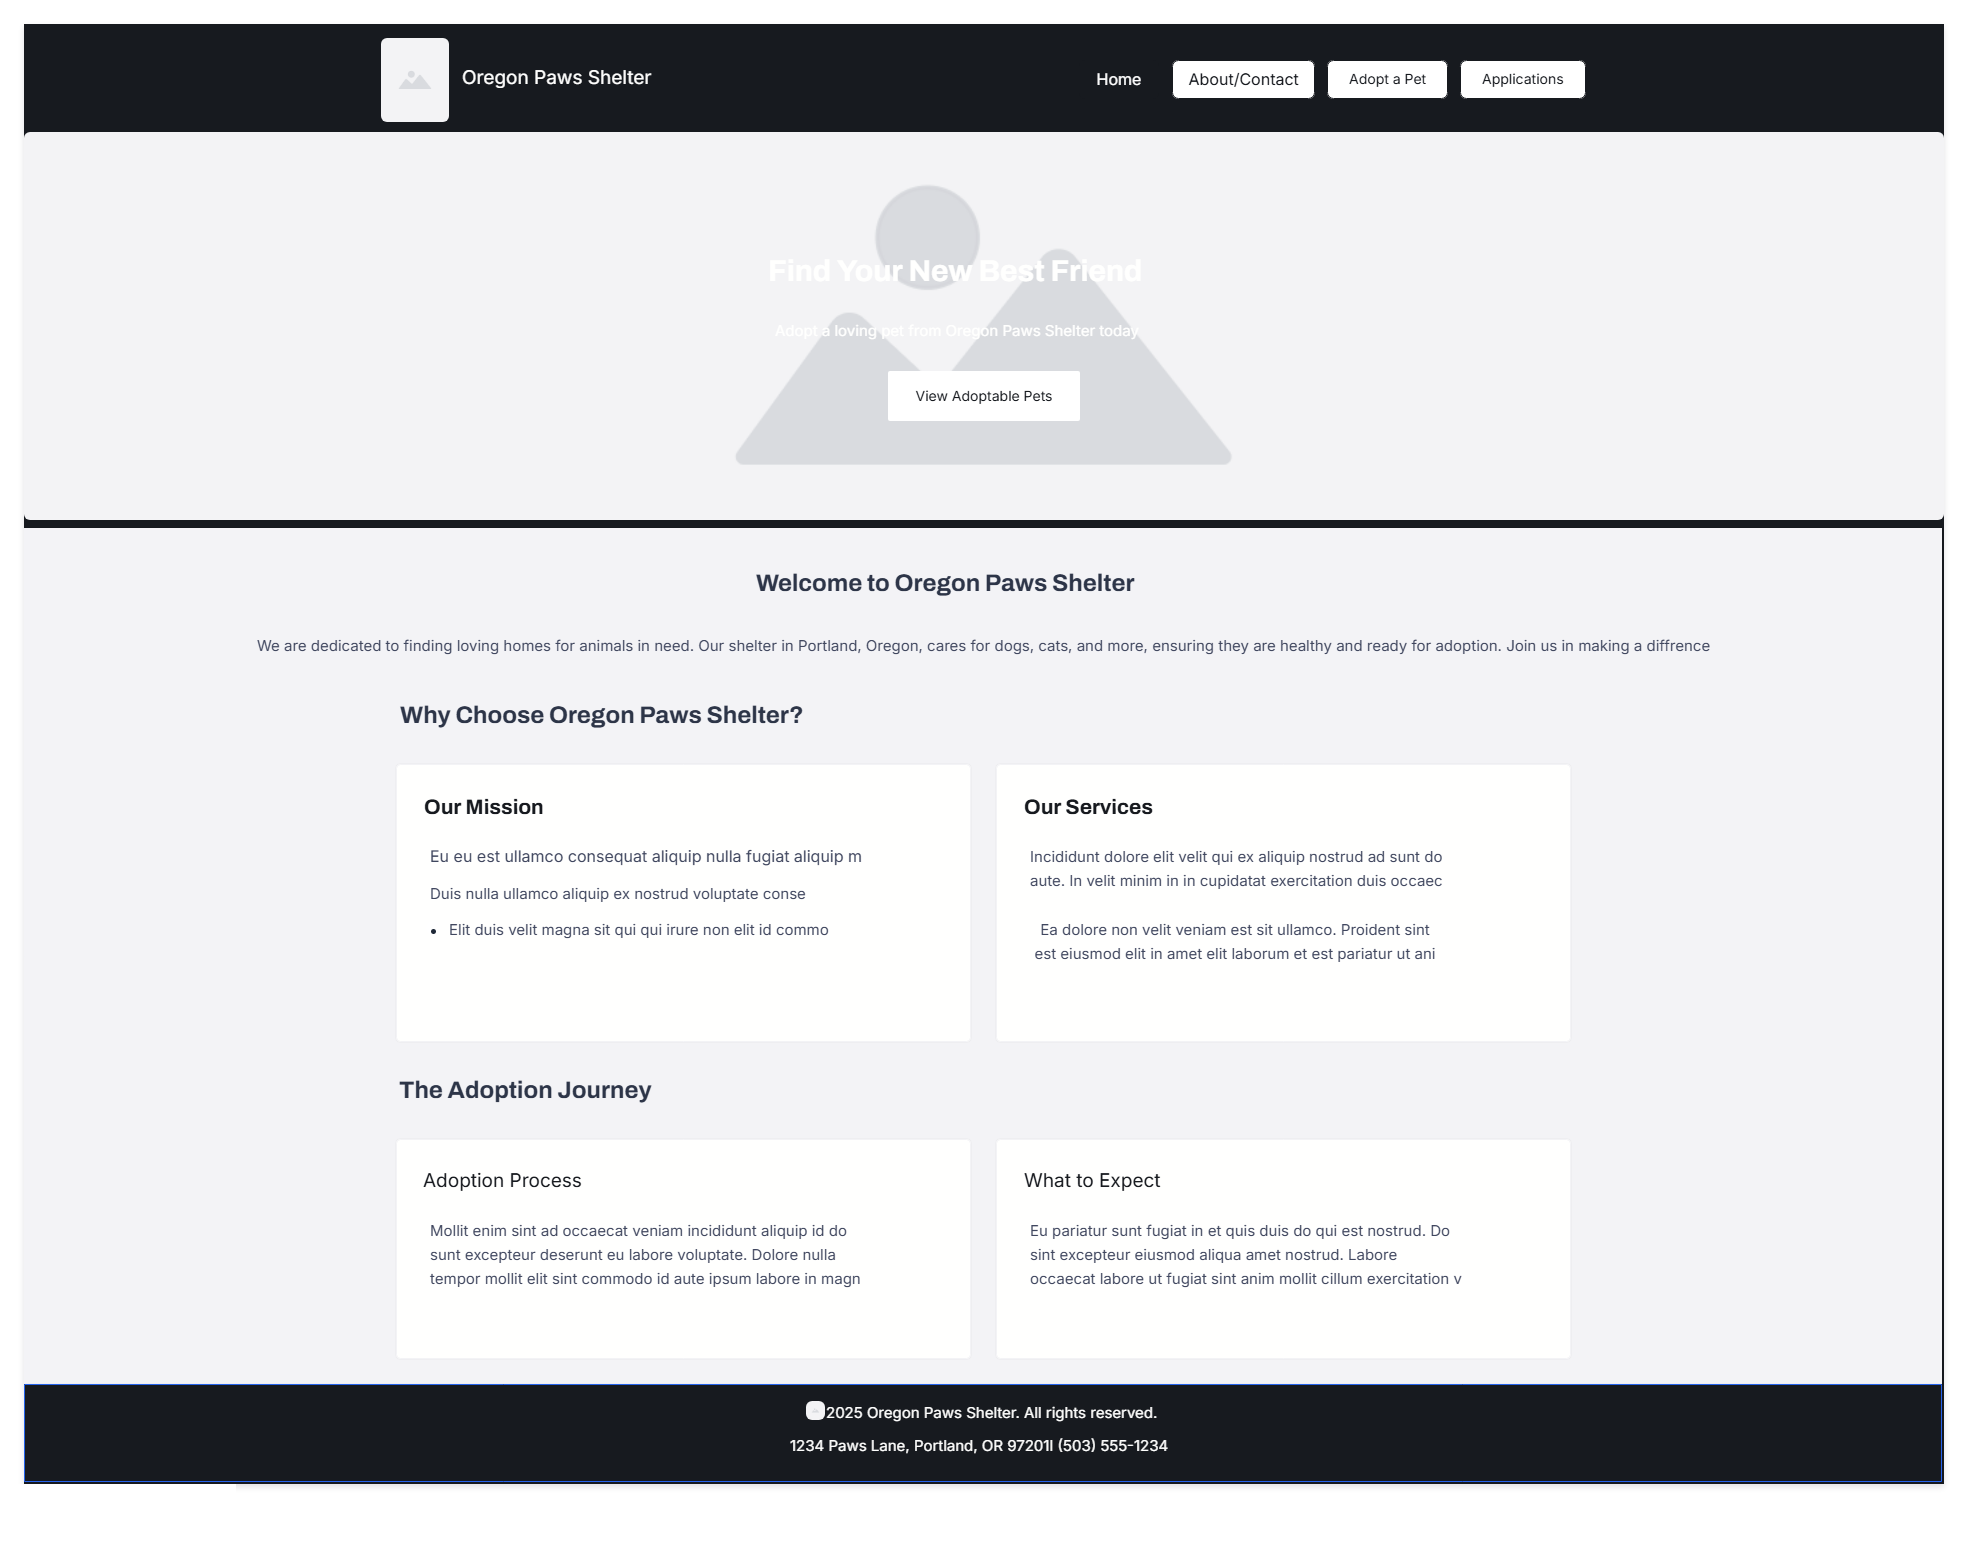 Oregon Paws Shelter
Home
About/Contact
Adopt a Pet
Applications
Find Your New Best Friend
Adopt a loving pet from Oregon Paws Shelter today
View Adoptable Pets
Welcome to Oregon Paws Shelter
We are dedicated to finding loving homes for animals in need. Our shelter in Portland, Oregon, cares for dogs, cats, and more, ensuring they are healthy and ready for adoption. Join us in making a diffrence
Why Choose Oregon Paws Shelter?
Our Mission
Eu eu est ullamco consequat aliquip nulla fugiat aliquip m
Duis nulla ullamco aliquip ex nostrud voluptate conse
• Elit duis velit magna sit qui qui irure non elit id commo
Our Services
Incididunt dolore elit velit qui ex aliquip nostrud ad sunt do
aute. In velit minim in in cupidatat exercitation duis occaec
Ea dolore non velit veniam est sit ullamco. Proident sint
est eiusmod elit in amet elit laborum et est pariatur ut ani
The Adoption Journey
Adoption Process
Mollit enim sint ad occaecat veniam incididunt aliquip id do
sunt excepteur deserunt eu labore voluptate. Dolore nulla
tempor mollit elit sint commodo id aute ipsum labore in magn
What to Expect
Eu pariatur sunt fugiat in et quis duis do qui est nostrud. Do
sint excepteur eiusmod aliqua amet nostrud. Labore
occaecat labore ut fugiat sint anim mollit cillum exercitation v
2025 Oregon Paws Shelter. All rights reserved.
1234 Paws Lane, Portland, OR 97201l (503) 555-1234